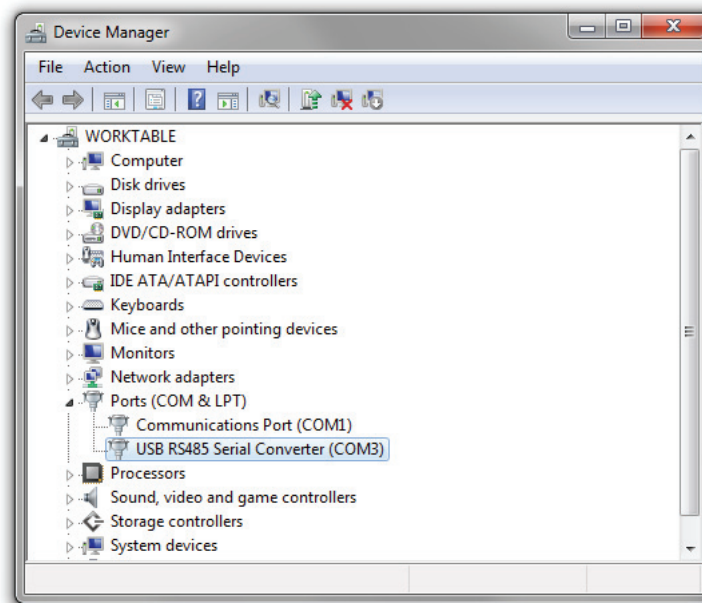 Device Manager
File Action View Help
WORKTABLE
Computer
Disk drives
Display adapters
DVD/CD-ROM drives
Human Interface Devices
IDE ATA/ATAPI controllers
Keyboards
Mice and other pointing devices
Monitors
Network adapters
Ports (COM & LPT)
Communications Port (COM1)
USB RS485 Serial Converter (COM3)
Processors
Sound, video and game controllers
Storage controllers
System devices